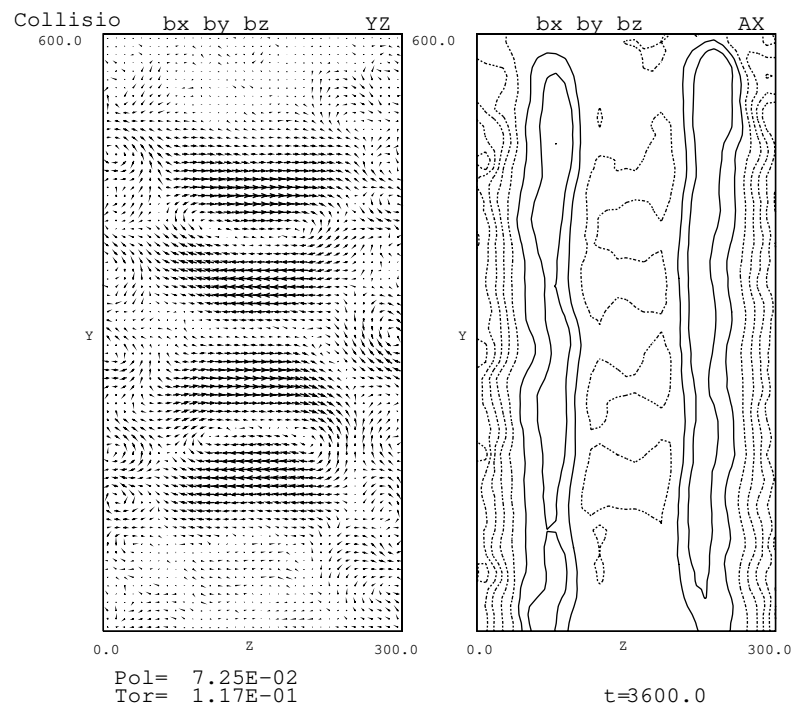 Collisio bx by bz YZ bx by bz AX
600.0 600.0
Y Y
0.0 Z 300.0 0.0 Z 300.0
Pol= 7.25E-02
Tor= 1.17E-01 t=3600.0